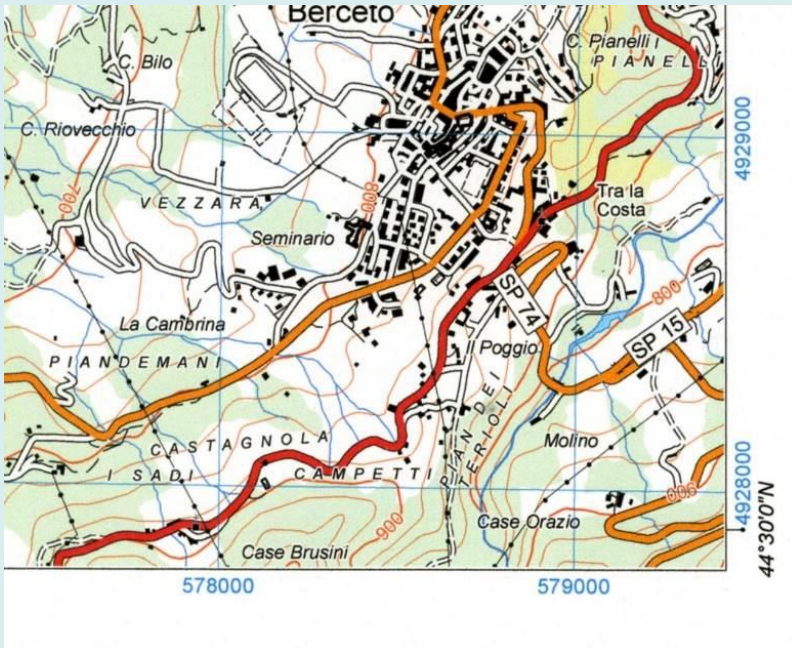 Berceto
C. Bilo
C. Pianelli
PIANELL
C. Riovecchio
4929000
700
VEZZARA
800
Tra la
Costa
Seminario
SP 74
800
La Cambrina
Il Poggio
SP 15
PIANDEMANI
PIAN DEI
TERIOLI
CASTAGNOLA
Molino
I SADI
CAMPETTI
4928000
900
900
Case Orazio
Case Brusini
44°30'0"N
578000
579000